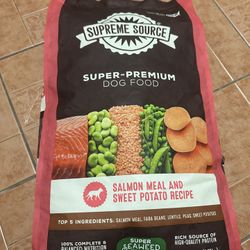 SUPREME SOURCE
SUPER-PREMIUM
DOG FOOD
SALMON MEAL AND
SWEET POTATO RECIPE
TOP 5 INGREDIENTS: SALMON MEAL, FABA BEANS, LENTILS, PEAS, SWEET POTATOES
100% COMPLETE &
BALANCED NUTRITION
SUPER
SEAWEED
RICH SOURCE OF
HIGH-QUALITY PROTEIN